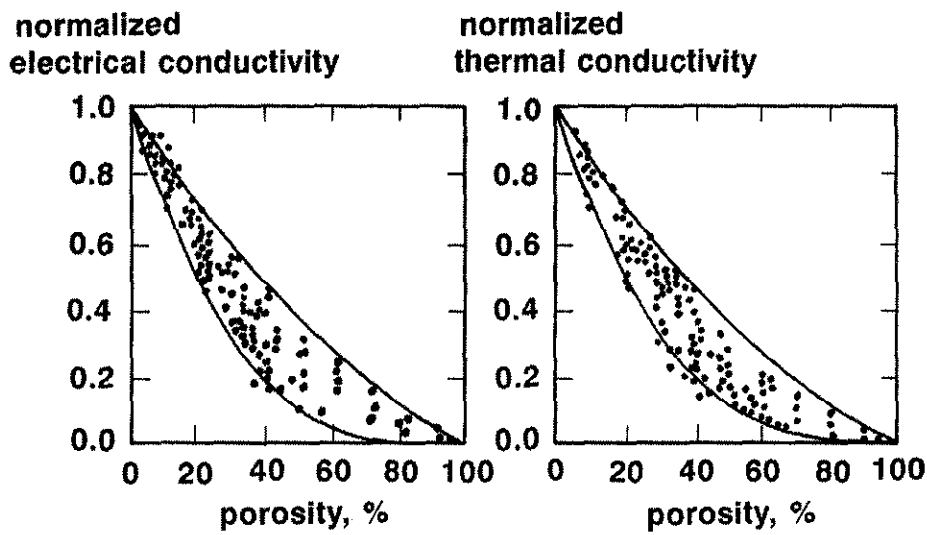 normalized
electrical conductivity
1.0
0.8
0.6
0.4
0.2
0.0
0 20 40 60 80 100
porosity, %
normalized
thermal conductivity
1.0
0.8
0.6
0.4
0.2
0.0
0 20 40 60 80 100
porosity, %